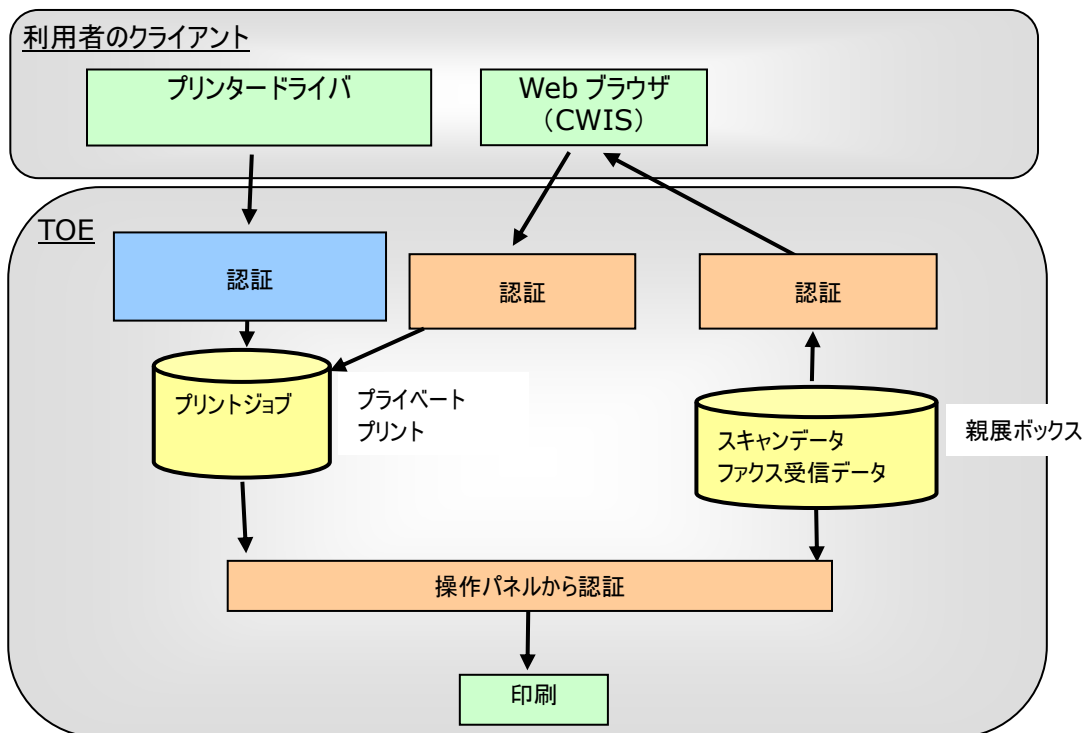 利用者のクライアント
プリンタードライバ
Web ブラウザ
（CWIS）
TOE
認証
認証
認証
プリントジョブ
プライベート
プリント
スキャンデータ
ファクス受信データ
親展ボックス
操作パネルから認証
印刷